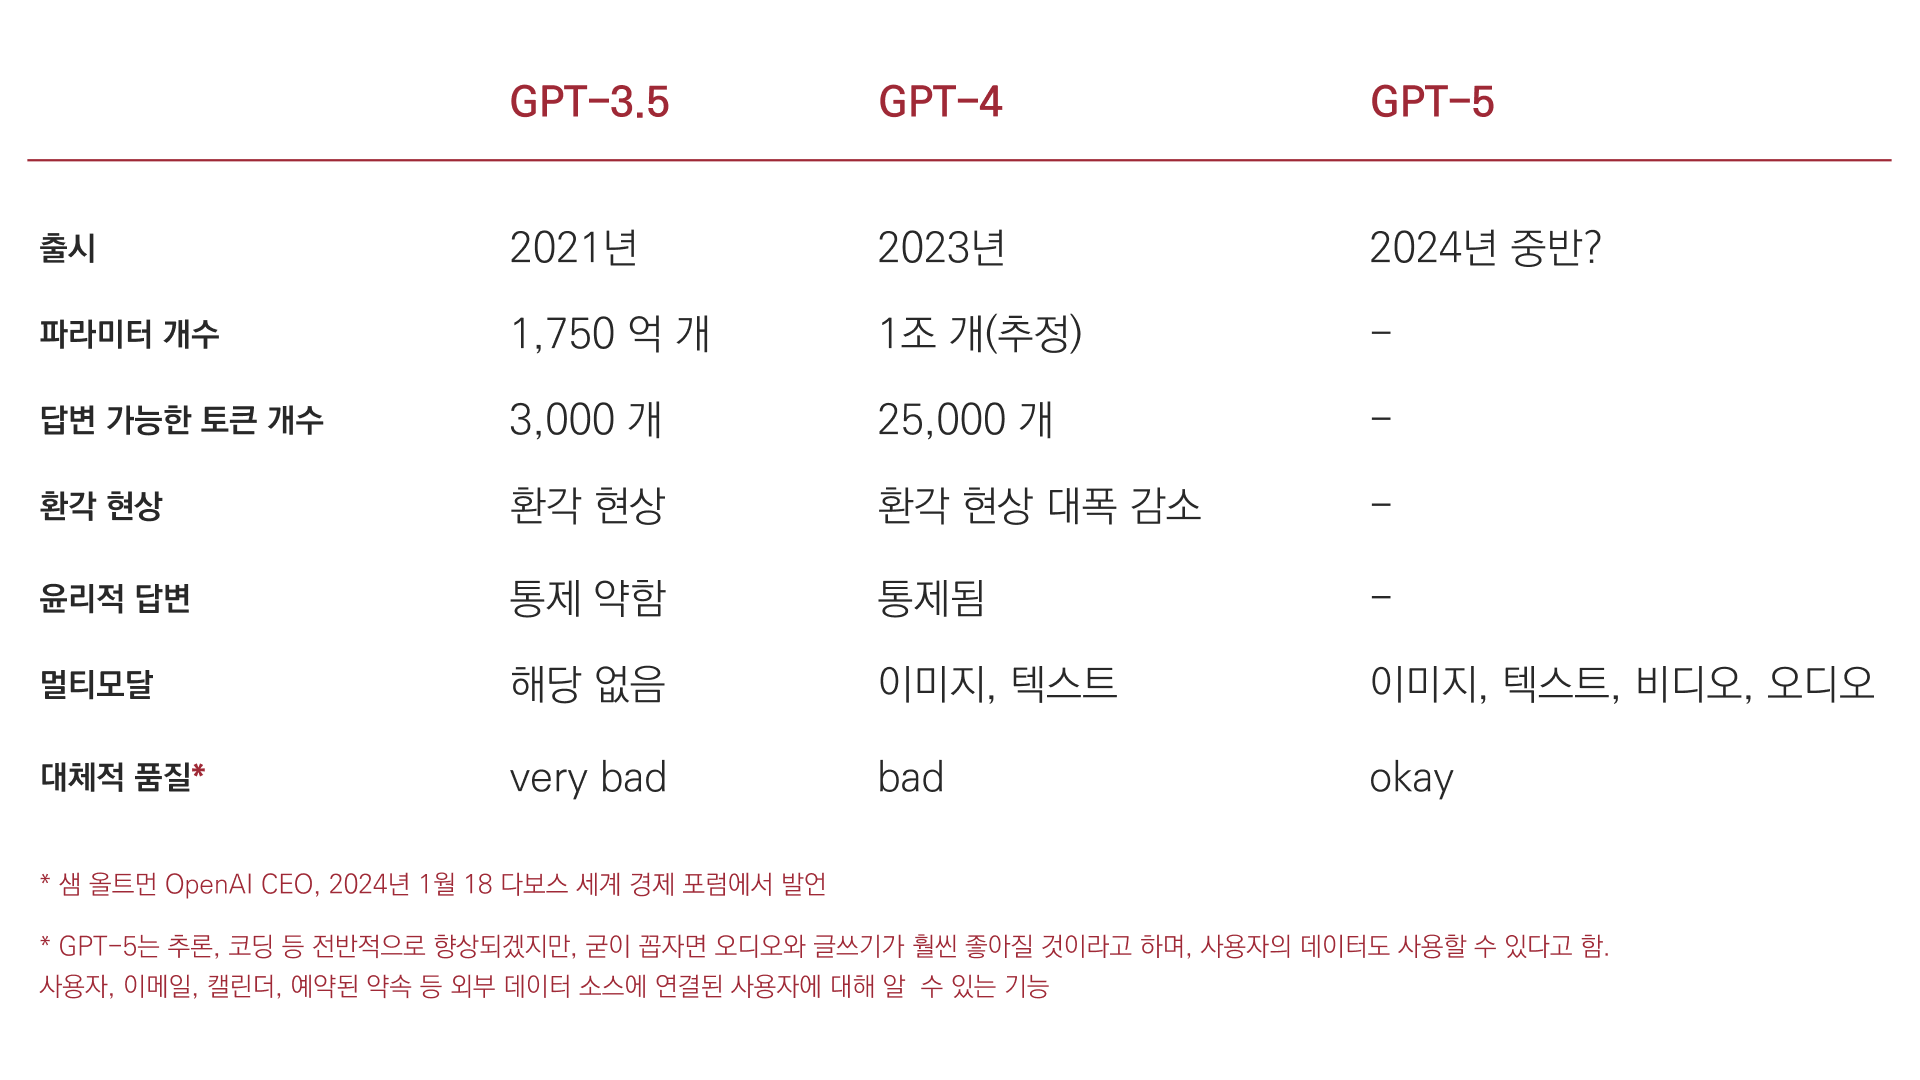 GPT-3.5 GPT-4 GPT-5
출시 2021년 2023년 2024년 중반?
파라미터 개수 1,750 억 개 1조 개(추정) -
답변 가능한 토큰 개수 3,000 개 25,000 개 -
환각 현상 환각 현상 환각 현상 대폭 감소 -
윤리적 답변 통제 약함 통제됨 -
멀티모달 해당 없음 이미지, 텍스트 이미지, 텍스트, 비디오, 오디오
대체적 품질* very bad bad okay
* 샘 올트먼 OpenAI CEO, 2024년 1월 18 다보스 세계 경제 포럼에서 발언
* GPT-5는 추론, 코딩 등 전반적으로 향상되겠지만, 굳이 꼽자면 오디오와 글쓰기가 훨씬 좋아질 것이라고 하며, 사용자의 데이터도 사용할 수 있다고 함.
사용자, 이메일, 캘린더, 예약된 약속 등 외부 데이터 소스에 연결된 사용자에 대해 알 수 있는 기능